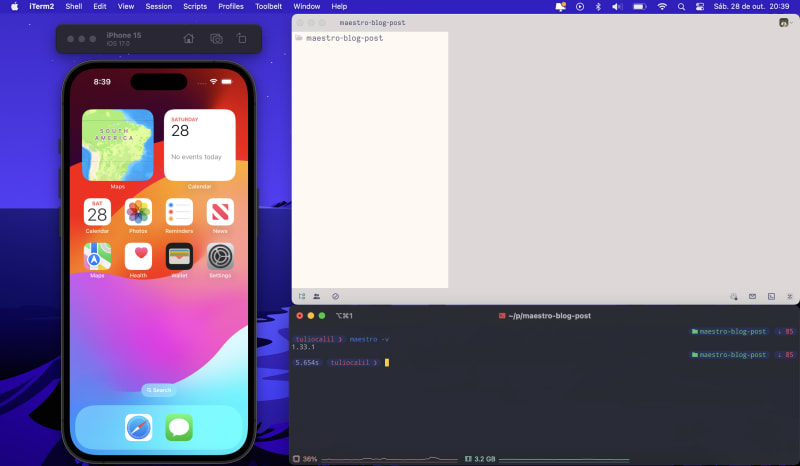 iTerm2 Shell Edit View Session Scripts Profiles Toolbelt Window Help
Sáb. 28 de out. 20:39
iPhone 15
iOS 17.0
8:39
SOUTH
AMERICA
Maps
SATURDAY
28
No events today
Calendar
SAT
28
Calendar
Photos
Reminders
News
Maps
Health
Wallet
Settings
Search
maestro-blog-post
maestro-blog-post
⌥⌘1
~/p/maestro-blog-post
maestro-blog-post ↓ 85
tuliocalil ❯ maestro -v
1.33.1
maestro-blog-post ↓ 85
5.654s tuliocalil ❯
36%
3.2 GB